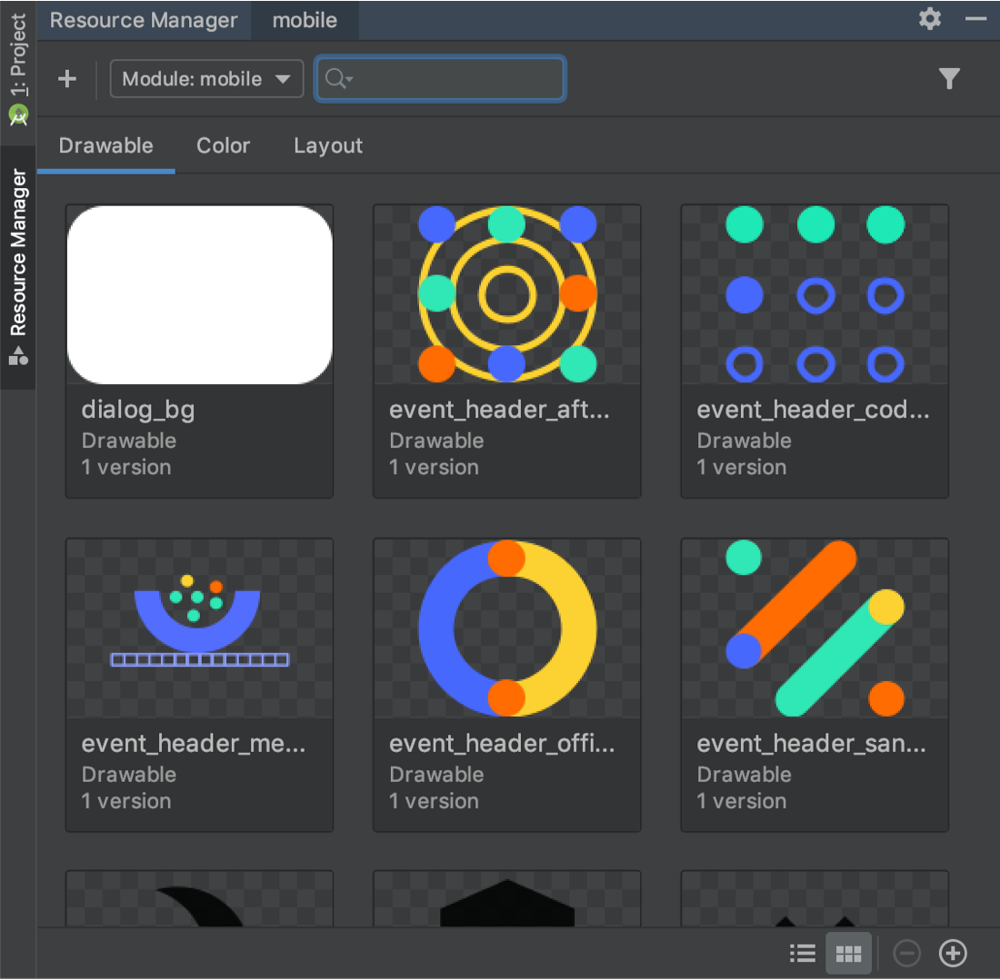 1: Project
Resource Manager
Resource Manager
mobile
Module: mobile
Drawable
Color
Layout
dialog_bg
Drawable
1 version
event_header_aft...
Drawable
1 version
event_header_cod...
Drawable
1 version
event_header_me...
Drawable
1 version
event_header_offi...
Drawable
1 version
event_header_san...
Drawable
1 version